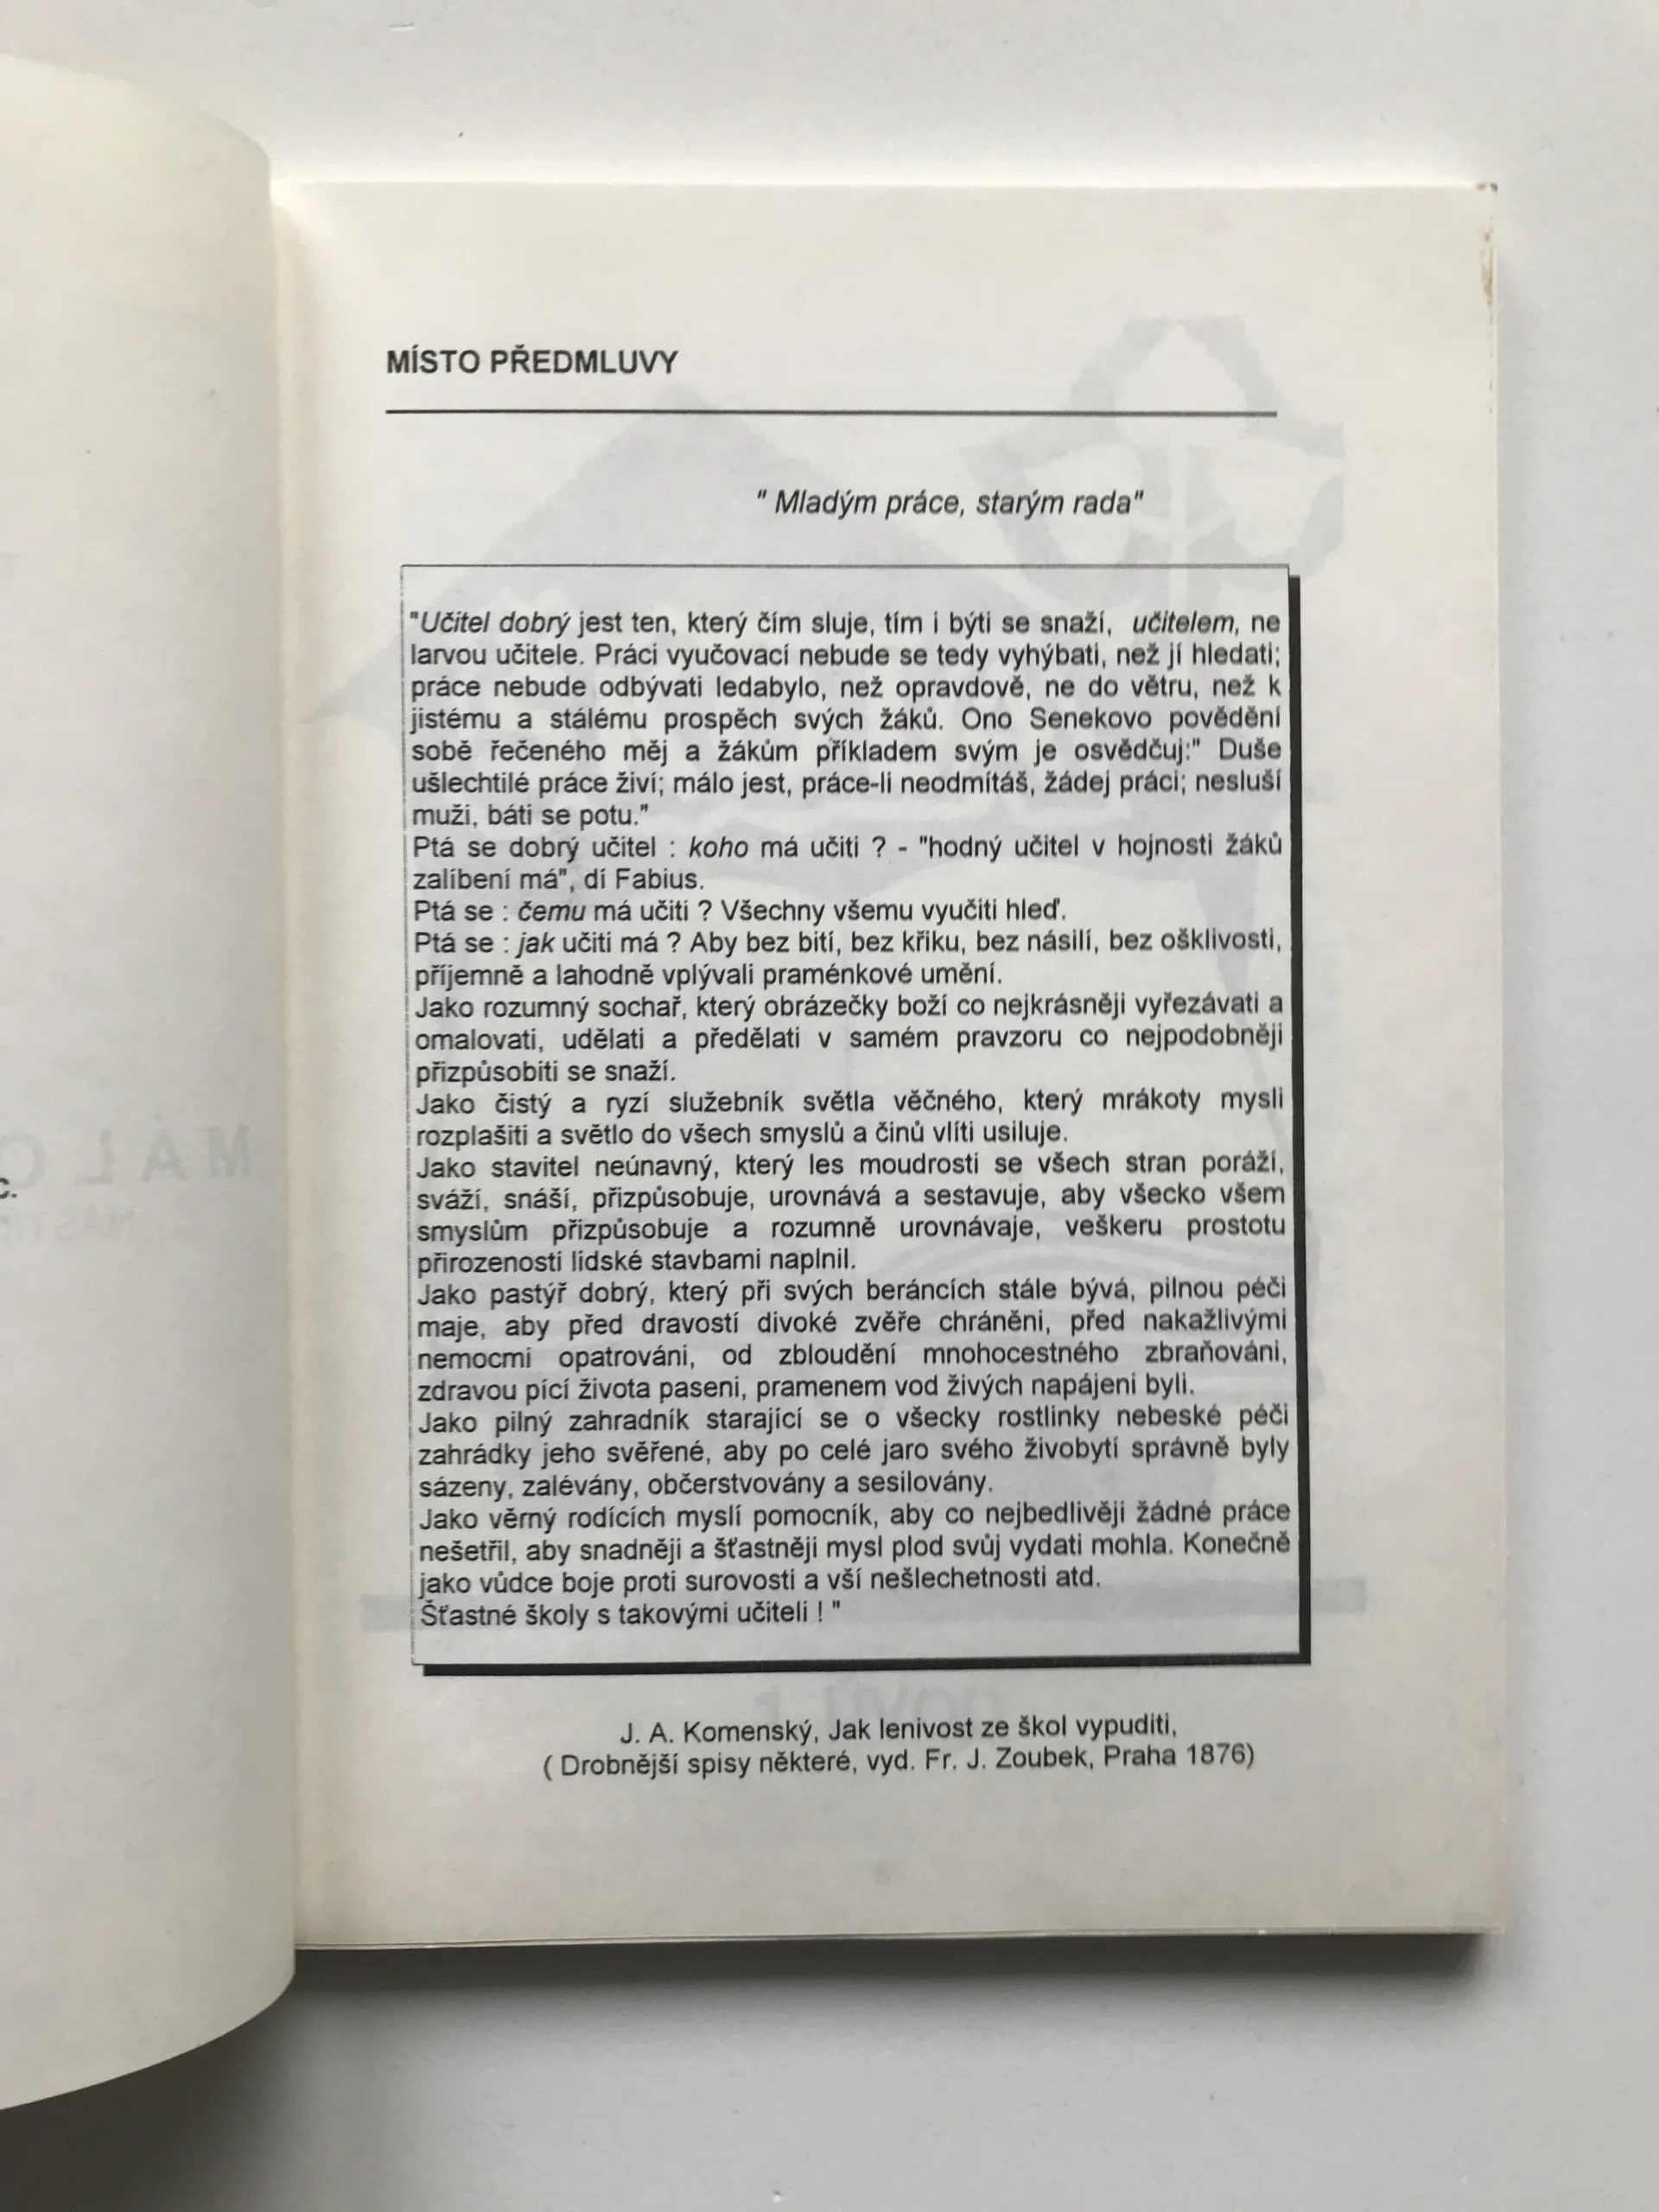 MÍSTO PŘEDMLUVY
" Mladým práce, starým rada"
"Učitel dobrý jest ten, který čím sluje, tím i býti se snaží, učitelem, ne
larvou učitele. Práci vyučovací nebude se tedy vyhýbati, než jí hledati;
práce nebude odbývati ledabylo, než opravdově, ne do větru, než k
jistému a stálému prospěch svých žáků. Ono Senekovo povědění
sobě řečeného měj a žákům příkladem svým je osvědčuj:" Duše
ušlechtilé práce živí; málo jest, práce-li neodmítáš, žádej práci; nesluší
muži, báti se potu."
Ptá se dobrý učitel : koho má učiti ? - "hodný učitel v hojnosti žáků
zalíbení má", dí Fabius.
Ptá se : čemu má učiti ? Všechny všemu vyučiti hleď.
Ptá se : jak učiti má ? Aby bez bití, bez křiku, bez násilí, bez ošklivosti,
příjemně a lahodně vplývali praménkové umění.
Jako rozumný sochař, který obrázečky boží co nejkrásněji vyřezávati a
omalovati, udělati a předělati v samém pravzoru co nejpodobněji
přizpůsobiti se snaží.
Jako čistý a ryzí služebník světla věčného, který mrákoty mysli
rozplašiti a světlo do všech smyslů a činů vlíti usiluje.
Jako stavitel neúnavný, který les moudrosti se všech stran poráží,
sváží, snáší, přizpůsobuje, urovnává a sestavuje, aby všecko všem
smyslům přizpůsobuje a rozumně urovnávaje, veškeru prostotu
přirozenosti lidské stavbami naplnil.
Jako pastýř dobrý, který při svých beráncích stále bývá, pilnou péči
maje, aby před dravostí divoké zvěře chráněni, před nakažlivými
nemocmi opatrováni, od zbloudění mnohocestného zbraňováni,
zdravou pící života paseni, pramenem vod živých napájeni byli.
Jako pilný zahradník starající se o všecky rostlinky nebeské péči
zahrádky jeho svěřené, aby po celé jaro svého živobytí správně byly
sázeny, zalévány, občerstvovány a sesilovány.
Jako věrný rodících myslí pomocník, aby co nejbedlivěji žádné práce
nešetřil, aby snadněji a šťastněji mysl plod svůj vydati mohla. Konečně
jako vůdce boje proti surovosti a vší nešlechetnosti atd.
Šťastné školy s takovými učiteli ! "
J. A. Komenský, Jak lenivost ze škol vypuditi,
( Drobnější spisy některé, vyd. Fr. J. Zoubek, Praha 1876)